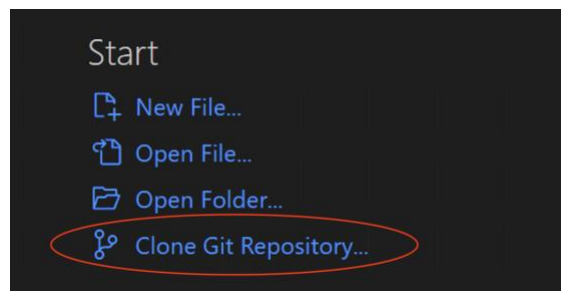 Start
New File...
Open File...
Open Folder...
Clone Git Repository...